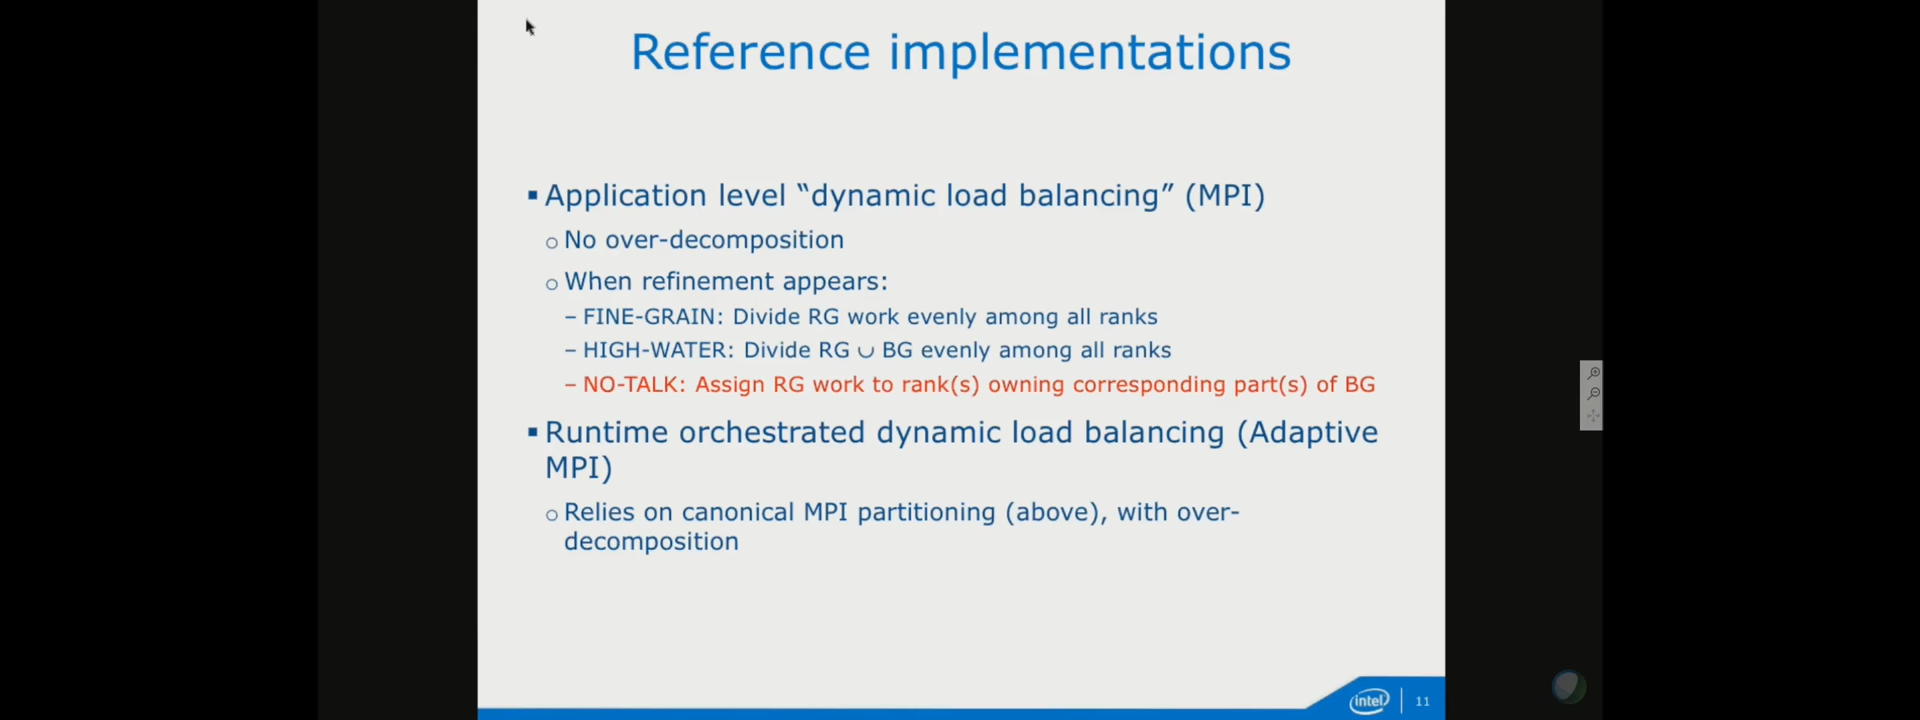 Reference implementations
▪ Application level “dynamic load balancing” (MPI)
o No over-decomposition
o When refinement appears:
– FINE-GRAIN: Divide RG work evenly among all ranks
– HIGH-WATER: Divide RG ∪ BG evenly among all ranks
– NO-TALK: Assign RG work to rank(s) owning corresponding part(s) of BG
▪ Runtime orchestrated dynamic load balancing (Adaptive
MPI)
o Relies on canonical MPI partitioning (above), with over-
decomposition
intel
11